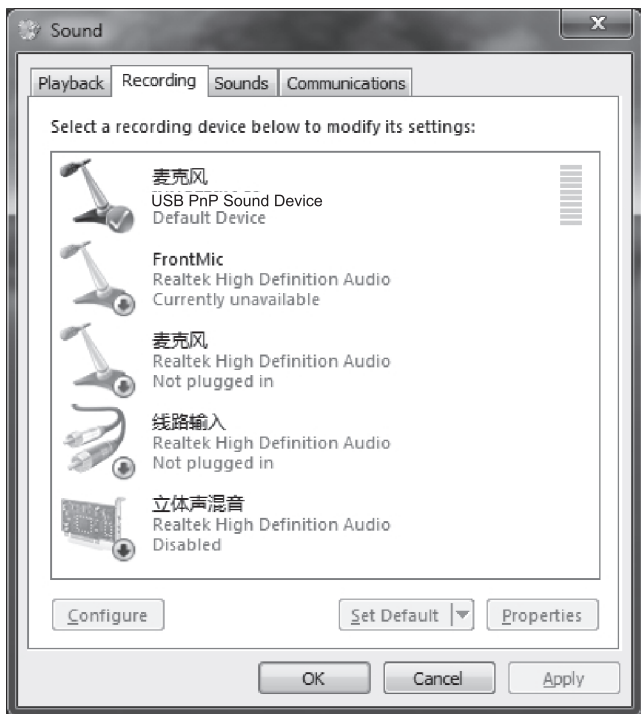 Sound
Playback Recording Sounds Communications
Select a recording device below to modify its settings:
麦克风
USB PnP Sound Device
Default Device
FrontMic
Realtek High Definition Audio
Currently unavailable
麦克风
Realtek High Definition Audio
Not plugged in
线路输入
Realtek High Definition Audio
Not plugged in
立体声混音
Realtek High Definition Audio
Disabled
Configure Set Default Properties
OK Cancel Apply